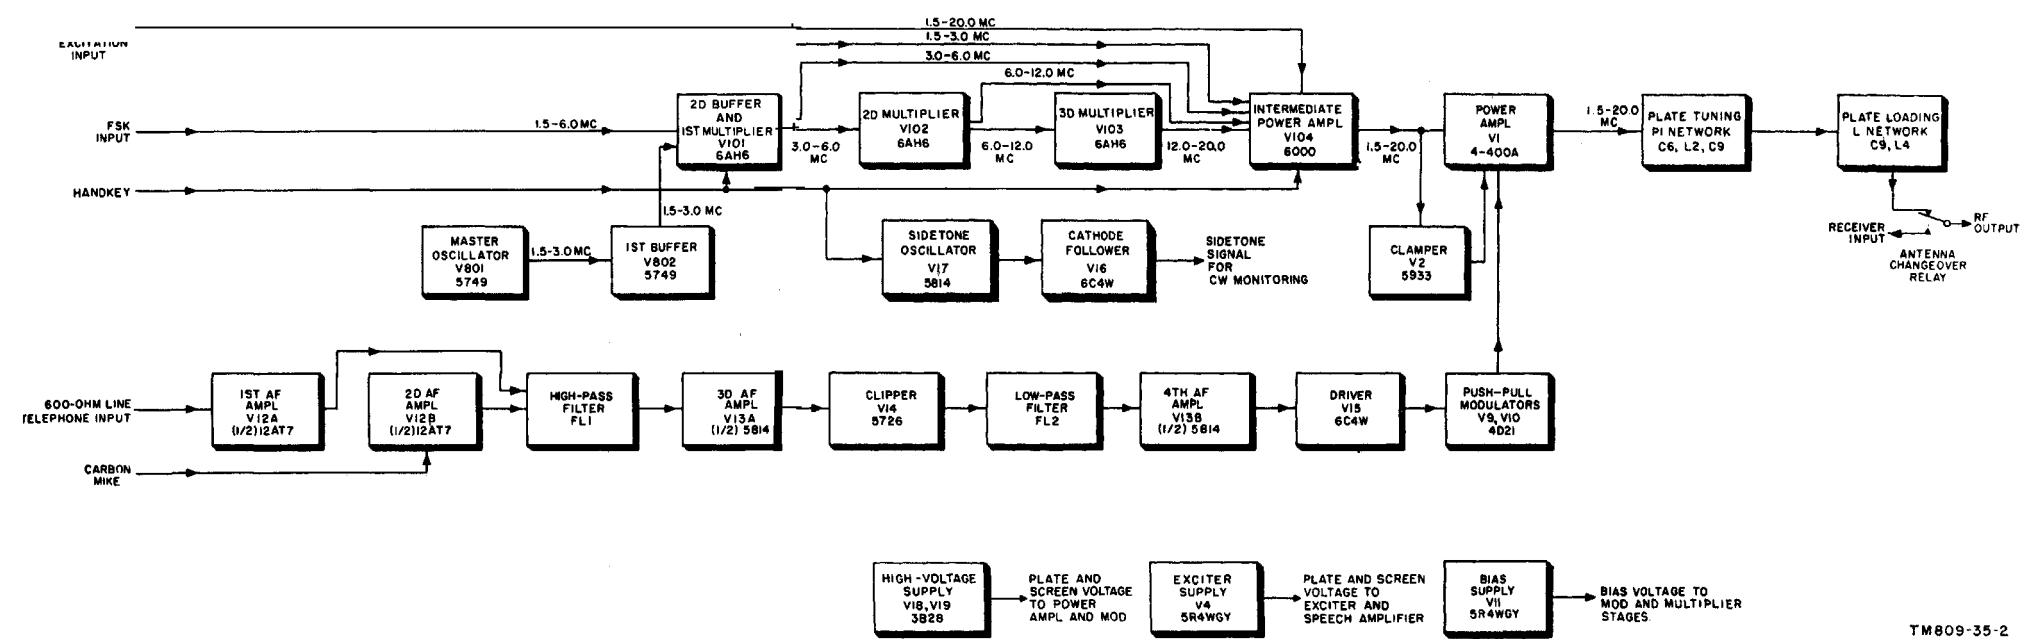 1.5-20.0 MC
1.5-3.0 MC
3.0-6.0 MC
6.0-12.0 MC
EXCITATION
INPUT
FSK
INPUT
1.5-6.0 MC
2D BUFFER
AND
IST MULTIPLIER
V101
6AH6
3.0-6.0
MC
2D MULTIPLIER
V102
6AH6
6.0-12.0
MC
3D MULTIPLIER
V103
6AH6
12.0-20.0
MC
INTERMEDIATE
POWER AMPL
V104
6000
1.5-20.0
MC
POWER
AMPL
V1
4-400A
1.5-20.0
MC
PLATE TUNING
PI NETWORK
C6, L2, C9
PLATE LOADING
L NETWORK
C9, L4
HANDKEY
1.5-3.0 MC
MASTER
OSCILLATOR
V801
5749
1.5-3.0 MC
IST BUFFER
V802
5749
SIDETONE
OSCILLATOR
V17
5814
CATHODE
FOLLOWER
V16
6C4W
SIDETONE
SIGNAL
FOR
CW MONITORING
CLAMPER
V2
5933
RECEIVER
INPUT
RF
OUTPUT
ANTENNA
CHANGEOVER
RELAY
600-OHM LINE
TELEPHONE INPUT
IST AF
AMPL
V12A
(1/2)12AT7
2D AF
AMPL
V12B
(1/2)12AT7
HIGH-PASS
FILTER
FL1
3D AF
AMPL
V13A
(1/2) 5814
CLIPPER
V14
5726
LOW-PASS
FILTER
FL2
4TH AF
AMPL
V13B
(1/2) 5814
DRIVER
V15
6C4W
PUSH-PULL
MODULATORS
V9, V10
4D21
CARBON
MIKE
HIGH-VOLTAGE
SUPPLY
V18, V19
3B28
PLATE AND
SCREEN VOLTAGE
TO POWER
AMPL AND MOD
EXCITER
SUPPLY
V4
5R4WGY
PLATE AND SCREEN
VOLTAGE TO
EXCITER AND
SPEECH AMPLIFIER
BIAS
SUPPLY
V11
5R4WGY
BIAS VOLTAGE TO
MOD AND MULTIPLIER
STAGES
TM809-35-2